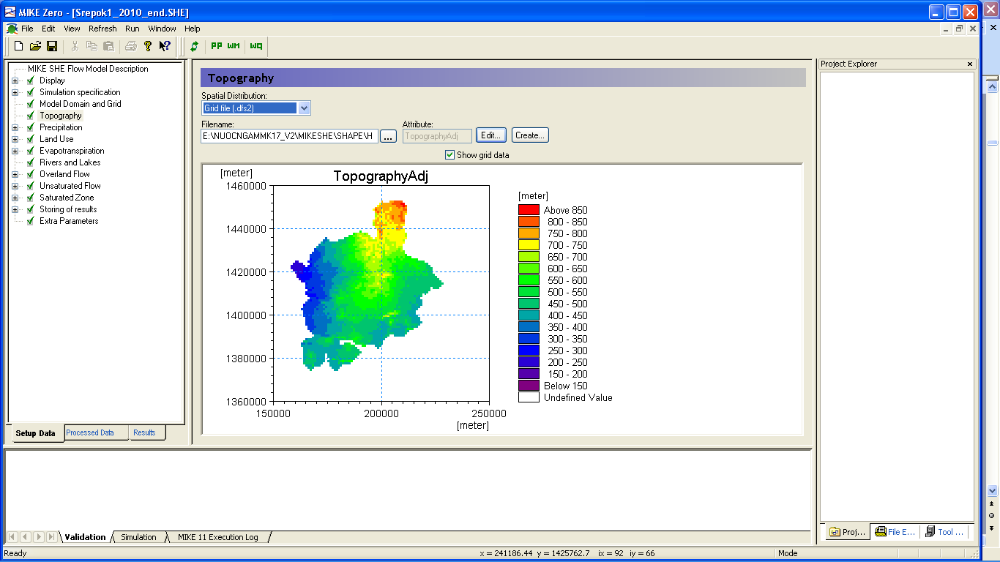 MIKE Zero - [Srepok1_2010_end.SHE]
File Edit View Refresh Run Window Help
PP WM WQ
MIKE SHE Flow Model Description
Display
Simulation specification
Model Domain and Grid
Topography
Precipitation
Land Use
Evapotranspiration
Rivers and Lakes
Overland Flow
Unsaturated Flow
Saturated Zone
Storing of results
Extra Parameters
Setup Data Processed Data Results
Topography
Spatial Distribution:
Grid file (.dfs2)
Filename: Attribute:
E:\NUOCNGAMMK17_V2\MIKESHE\SHAPE\H ... TopographyAdj Edit... Create...
Show grid data
[meter] TopographyAdj
1460000
1440000
1420000
1400000
1380000
1360000
150000 200000 250000
[meter]
[meter]
Above 850
800 - 850
750 - 800
700 - 750
650 - 700
600 - 650
550 - 600
500 - 550
450 - 500
400 - 450
350 - 400
300 - 350
250 - 300
200 - 250
150 - 200
Below 150
Undefined Value
Project Explorer
Proj... File E... Tool ...
Validation Simulation MIKE 11 Execution Log
Ready x = 241186.44 y = 1425762.7 ix = 92 iy = 66 Mode